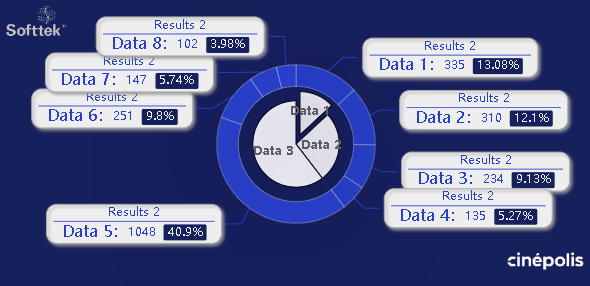 Softtek
Results 2
Data 8: 102 3.98%
Results 2
Data 7: 147 5.74%
Results 2
Data 6: 251 9.8%
Results 2
Data 5: 1048 40.9%
Data 1
Data 2
Data 3
Results 2
Data 1: 335 13.08%
Results 2
Data 2: 310 12.1%
Results 2
Data 3: 234 9.13%
Results 2
Data 4: 135 5.27%
cinépolis